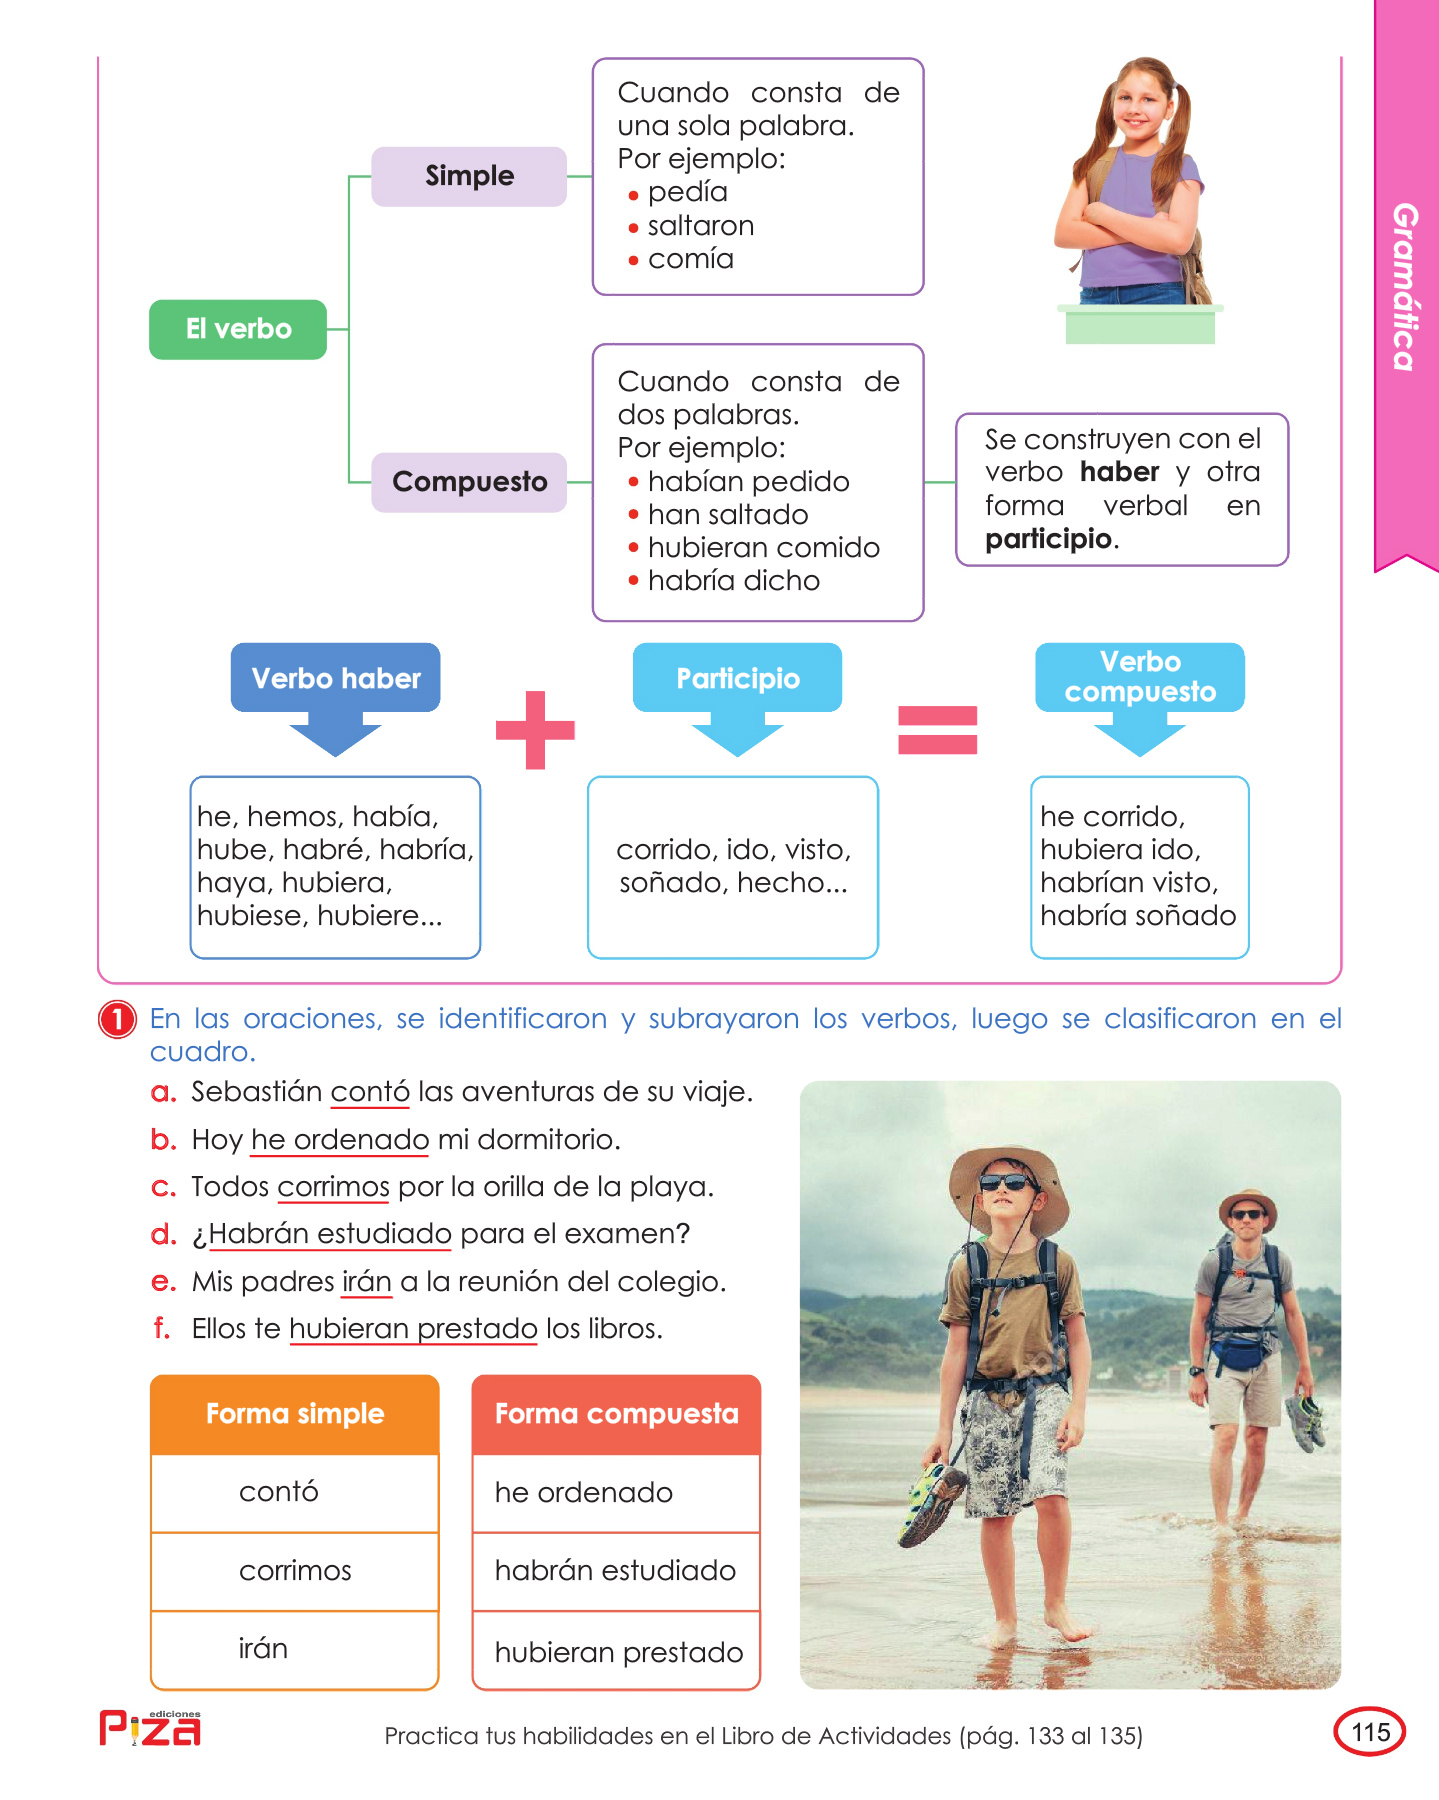 Gramática
El verbo
Simple
Cuando consta de
una sola palabra.
Por ejemplo:
• pedía
• saltaron
• comía
Compuesto
Cuando consta de
dos palabras.
Por ejemplo:
• habían pedido
• han saltado
• hubieran comido
• habría dicho
Se construyen con el
verbo haber y otra
forma verbal en
participio.
Verbo haber
+
Participio
=
Verbo
compuesto
he, hemos, había,
hube, habré, habría,
haya, hubiera,
hubiese, hubiere...
corrido, ido, visto,
soñado, hecho...
he corrido,
hubiera ido,
habrían visto,
habría soñado
1 En las oraciones, se identificaron y subrayaron los verbos, luego se clasificaron en el
cuadro.
a. Sebastián contó las aventuras de su viaje.
b. Hoy he ordenado mi dormitorio.
c. Todos corrimos por la orilla de la playa.
d. ¿Habrán estudiado para el examen?
e. Mis padres irán a la reunión del colegio.
f. Ellos te hubieran prestado los libros.
Forma simple
contó
corrimos
irán
Forma compuesta
he ordenado
habrán estudiado
hubieran prestado
ediciones
Piza
Practica tus habilidades en el Libro de Actividades (pág. 133 al 135)
115